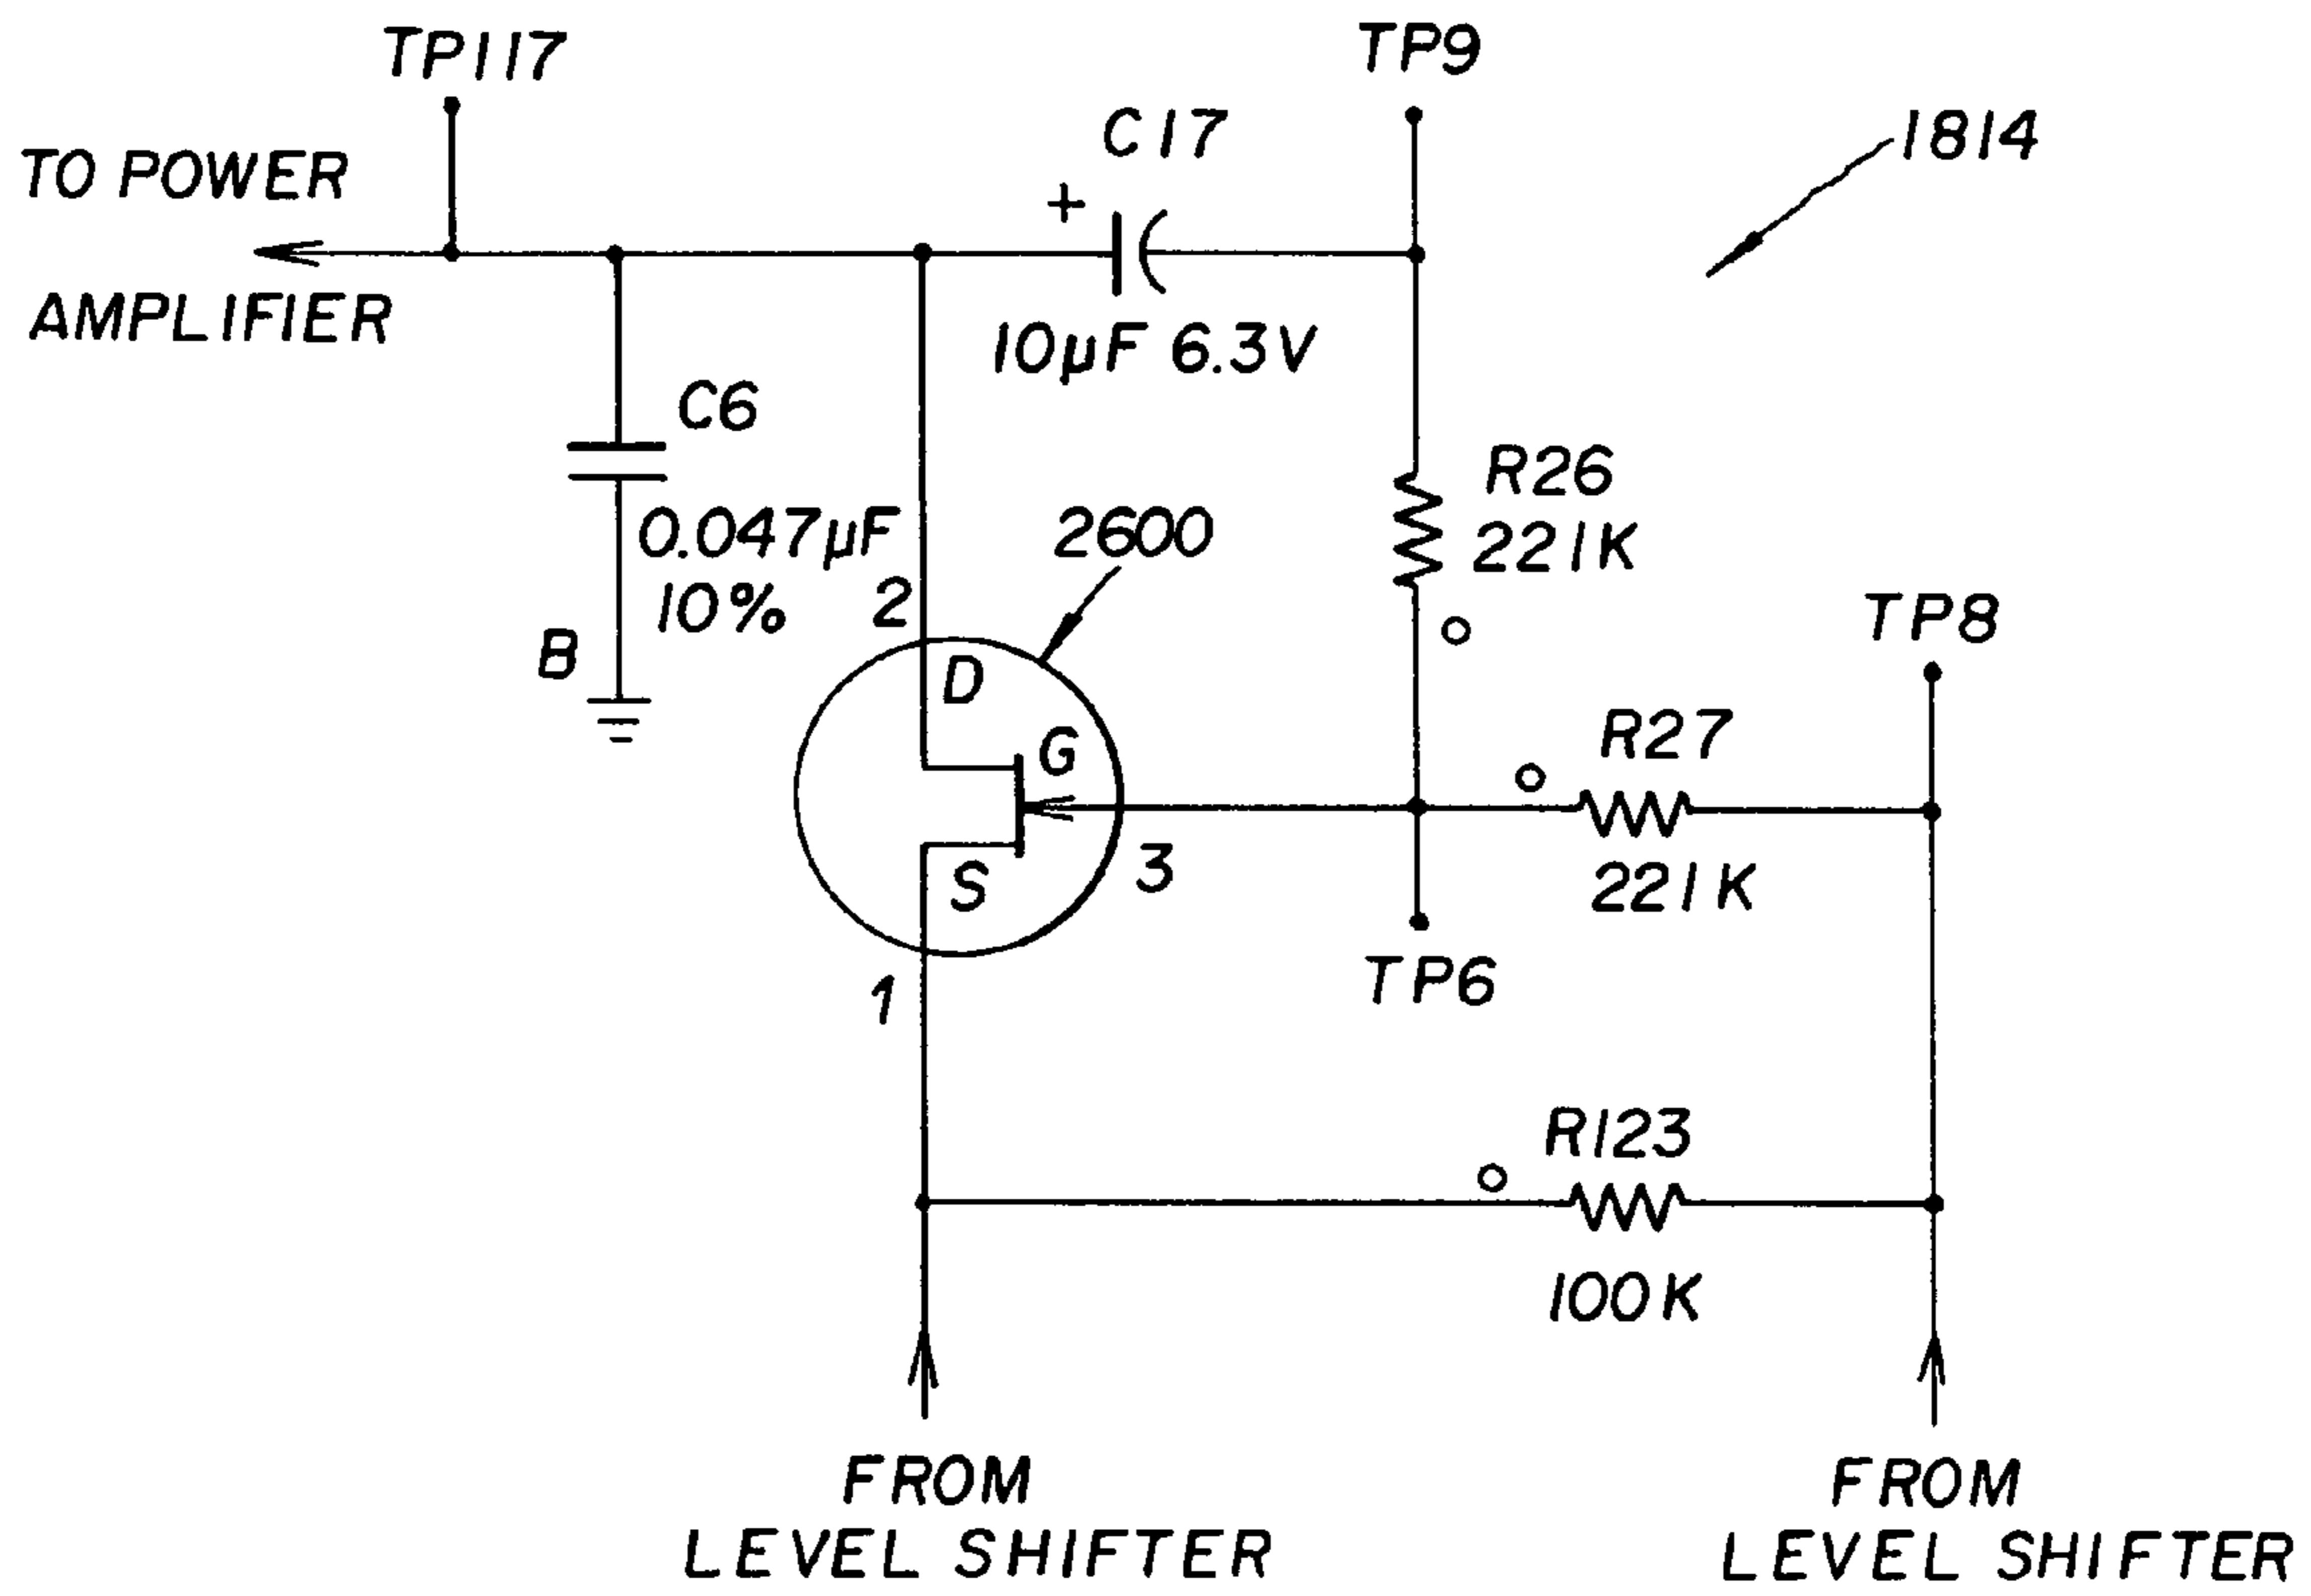 TP117
TP9
C17
1814
TO POWER
+
AMPLIFIER
10µF 6.3V
C6
R26
0.047µF
2600
221K
10%
2
TP8
B
D
R27
G
S
3
221K
TP6
1
R123
100K
FROM
LEVEL SHIFTER
FROM
LEVEL SHIFTER